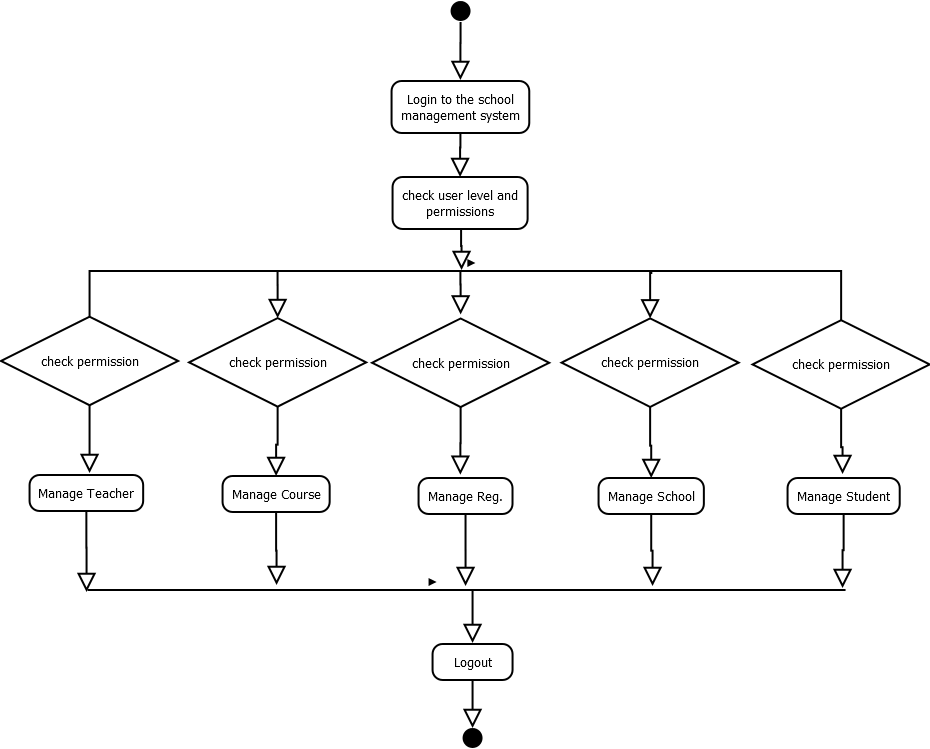 Login to the school
management system
check user level and
permissions
check permission
check permission
check permission
check permission
check permission
Manage Teacher
Manage Course
Manage Reg.
Manage School
Manage Student
Logout